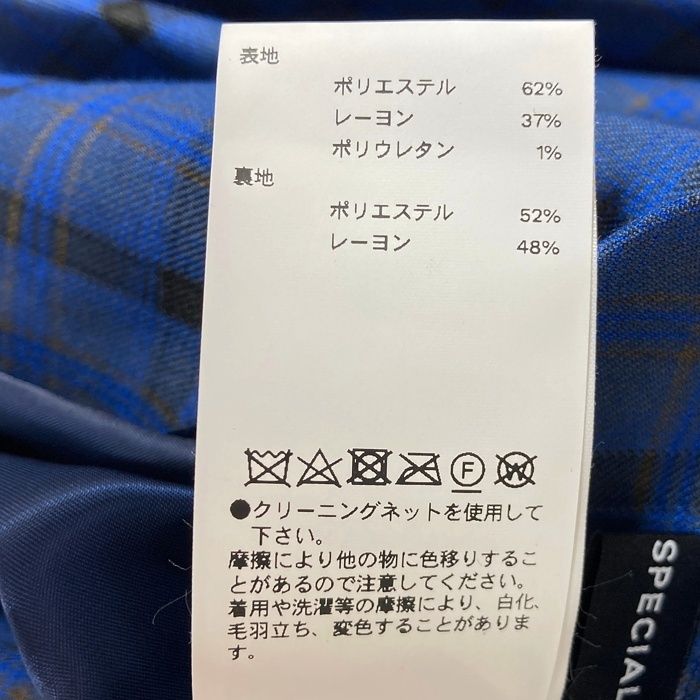 表地
ポリエステル 62%
レーヨン 37%
ポリウレタン 1%
裏地
ポリエステル 52%
レーヨン 48%
F W
●クリーニングネットを使用して
下さい。
摩擦により他の物に色移りするこ
とがあるので注意してください。
着用や洗濯等の摩擦により、白化、
毛羽立ち、変色することがありま
す。
SPECIAL